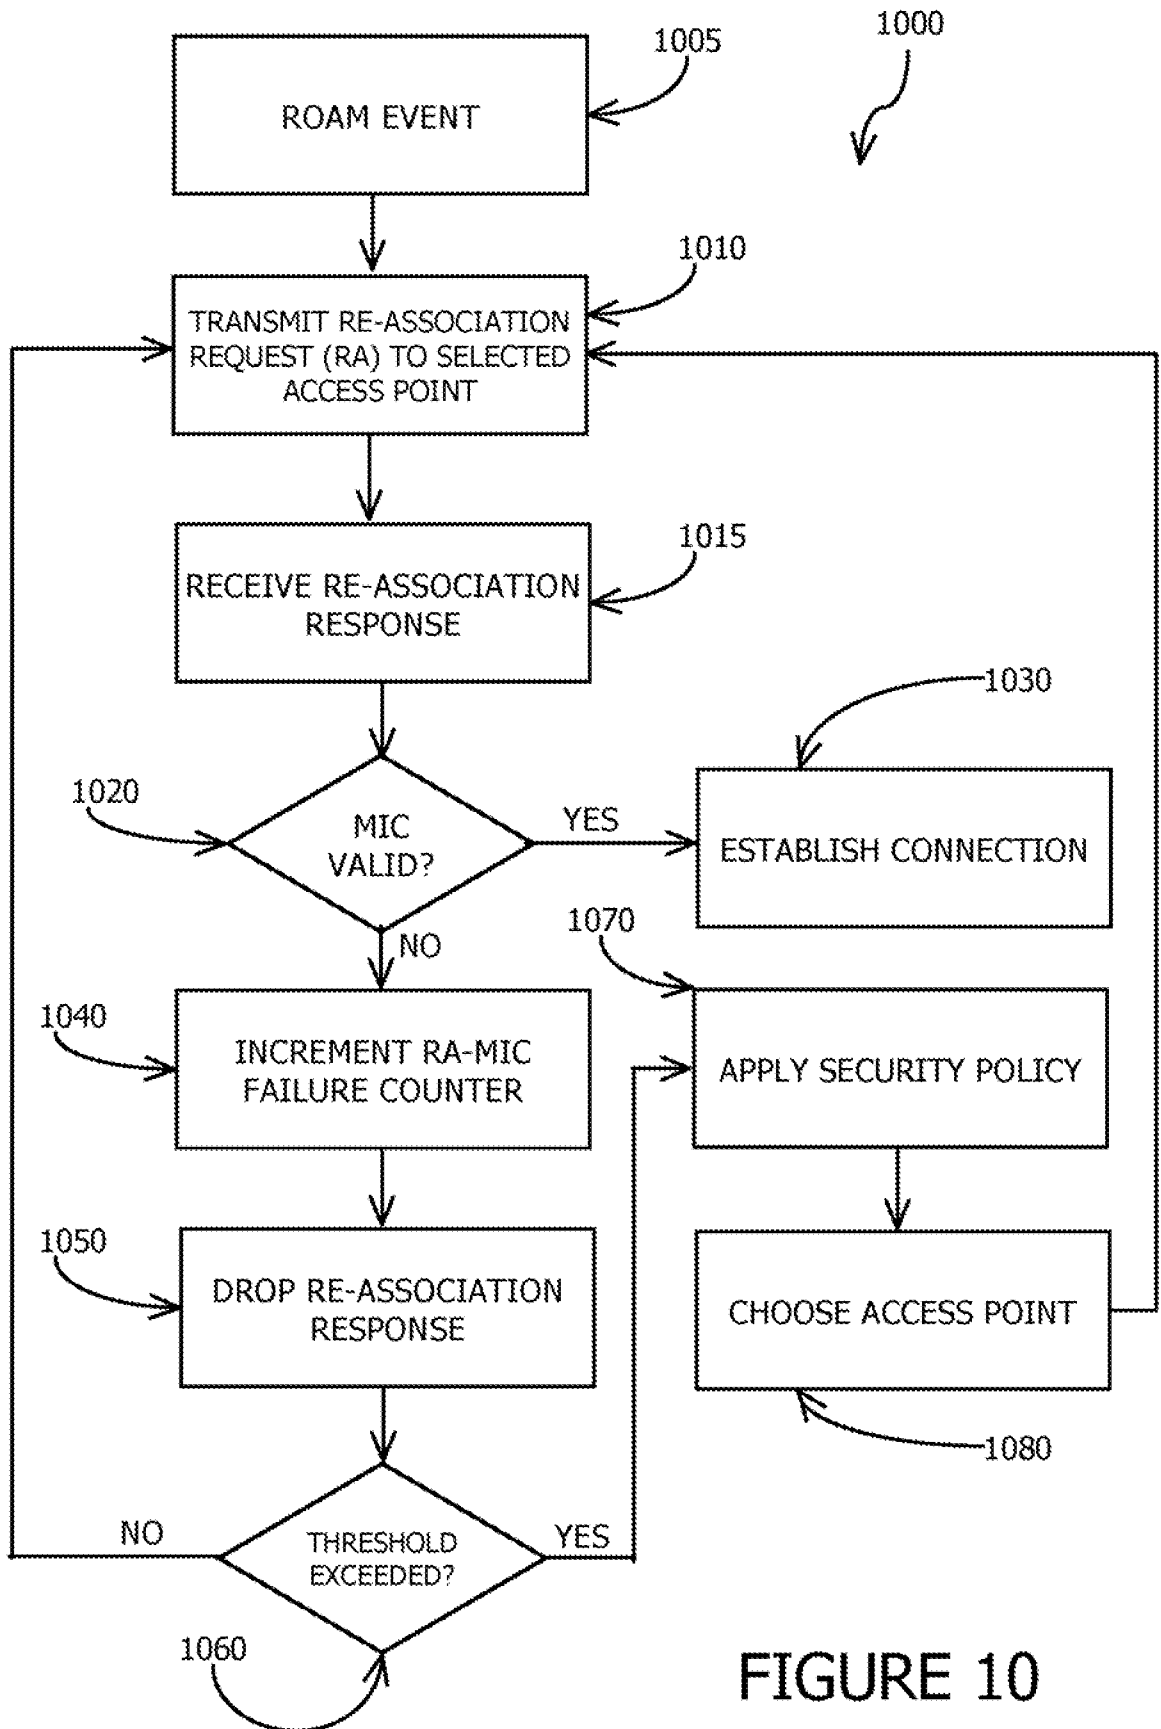 1000
1005
ROAM EVENT
1010
TRANSMIT RE-ASSOCIATION
REQUEST (RA) TO SELECTED
ACCESS POINT
1015
RECEIVE RE-ASSOCIATION
RESPONSE
1020
MIC
VALID?
YES
1030
ESTABLISH CONNECTION
NO
1040
INCREMENT RA-MIC
FAILURE COUNTER
1070
APPLY SECURITY POLICY
1050
DROP RE-ASSOCIATION
RESPONSE
CHOOSE ACCESS POINT
1080
NO
THRESHOLD
EXCEEDED?
YES
1060
FIGURE 10